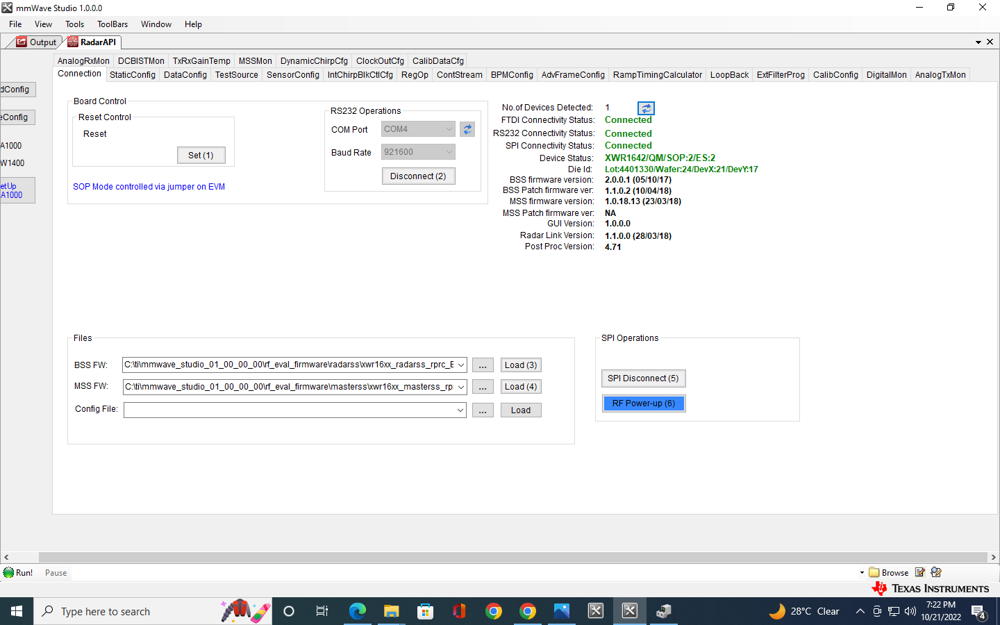 mmWave Studio 1.0.0.0
File View Tools ToolBars Window Help
Output RadarAPI
AnalogRxMon DCBISTMon TxRxGainTemp MSSMon DynamicChirpCfg ClockOutCfg CalibDataCfg
Connection StaticConfig DataConfig TestSource SensorConfig IntChirpBlkCtlCfg RegOp ContStream BPMConfig AdvFrameConfig RampTimingCalculator LoopBack ExtFilterProg CalibConfig DigitalMon AnalogTxMon
dConfig
eConfig
A1000
W1400
etUp
A1000
Board Control
Reset Control
Reset
Set (1)
SOP Mode controlled via jumper on EVM
RS232 Operations
COM Port COM4
Baud Rate 921600
Disconnect (2)
No.of Devices Detected: 1
FTDI Connectivity Status: Connected
RS232 Connectivity Status: Connected
SPI Connectivity Status: Connected
Device Status: XWR1642/QM/SOP:2/ES:2
Die Id: Lot:4401330/Wafer:24/DevX:21/DevY:17
BSS firmware version: 2.0.0.1 (05/10/17)
BSS Patch firmware ver: 1.1.0.2 (10/04/18)
MSS firmware version: 1.0.18.13 (23/03/18)
MSS Patch firmware ver: NA
GUI Version: 1.0.0.0
Radar Link Version: 1.1.0.0 (28/03/18)
Post Proc Version: 4.71
Files
BSS FW: C:\ti\mmwave_studio_01_00_00_00\rf_eval_firmware\radarss\xwr16xx_radarss_rprc_E ... Load (3)
MSS FW: C:\ti\mmwave_studio_01_00_00_00\rf_eval_firmware\masterss\xwr16xx_masterss_rp ... Load (4)
Config File: ... Load
SPI Operations
SPI Disconnect (5)
RF Power-up (6)
Run! Pause Browse
TEXAS INSTRUMENTS
Type here to search
28°C Clear
7:22 PM
10/21/2022
4